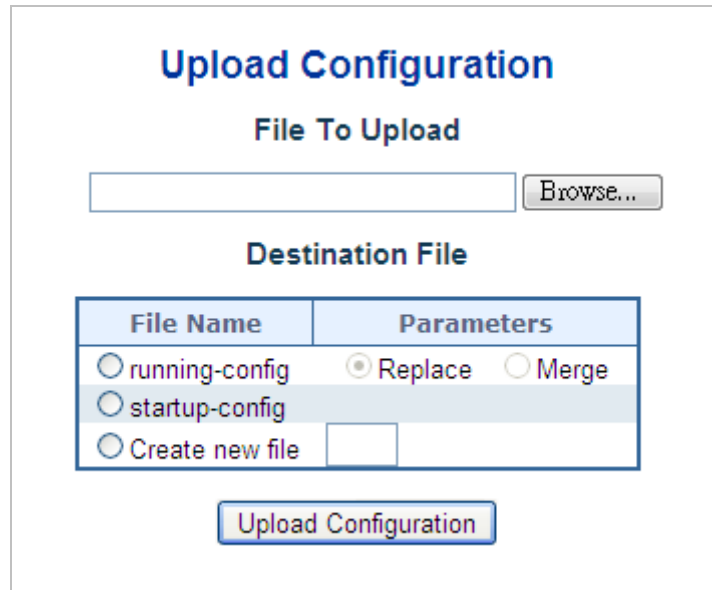 Upload Configuration
File To Upload
Browse...
Destination File
File Name Parameters
running-config Replace Merge
startup-config
Create new file
Upload Configuration